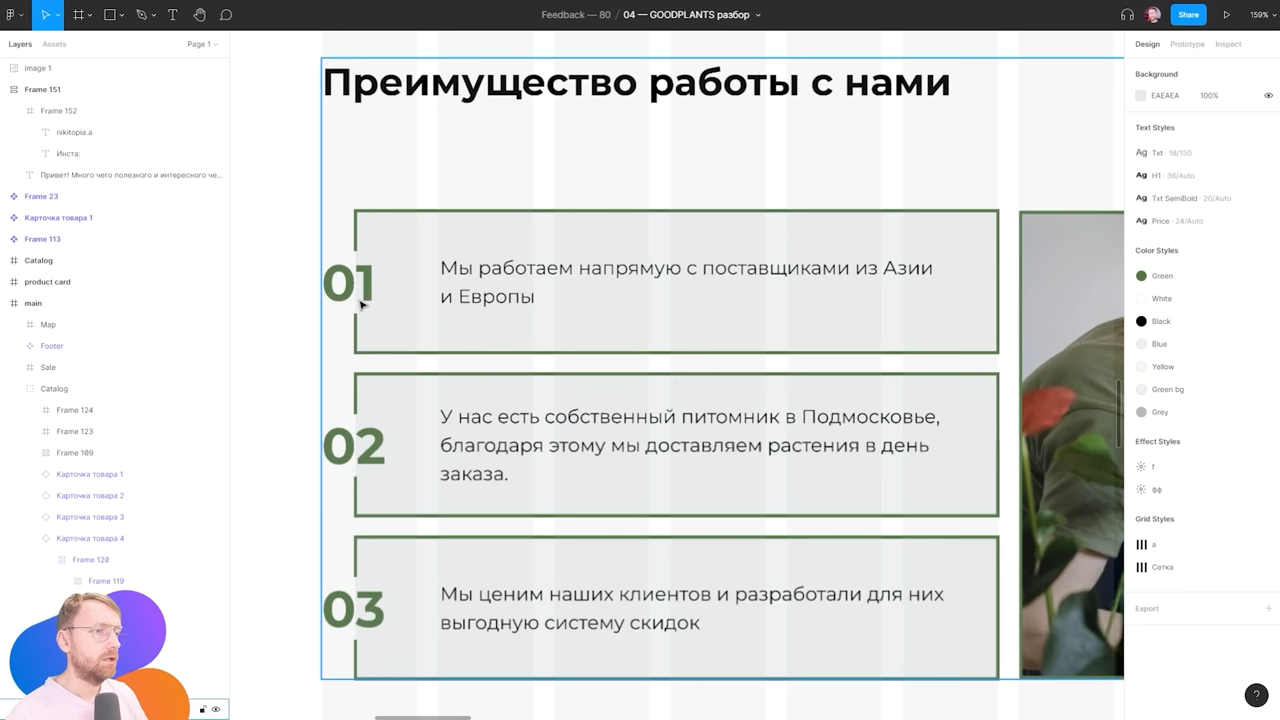 Feedback — 80 / 04 — GOODPLANTS разбор
Share
159%
Layers
Assets
Page 1
image 1
Frame 151
Frame 152
nikitopia.a
Инста:
Привет! Много чего полезного и интересного че...
Frame 23
Карточка товара 1
Frame 113
Catalog
product card
main
Map
Footer
Sale
Catalog
Frame 124
Frame 123
Frame 109
Карточка товара 1
Карточка товара 2
Карточка товара 3
Карточка товара 4
Frame 120
Frame 119
Преимущество работы с нами
01
Мы работаем напрямую с поставщиками из Азии
и Европы
02
У нас есть собственный питомник в Подмосковье,
благодаря этому мы доставляем растения в день
заказа.
03
Мы ценим наших клиентов и разработали для них
выгодную систему скидок
Design
Prototype
Inspect
Background
EAEAEA
100%
Text Styles
Ag Txt · 18/150
Ag H1 · 36/Auto
Ag Txt SemiBold · 20/Auto
Ag Price · 24/Auto
Color Styles
Green
White
Black
Blue
Yellow
Green bg
Grey
Effect Styles
f
фф
Grid Styles
a
Сетка
Export
?